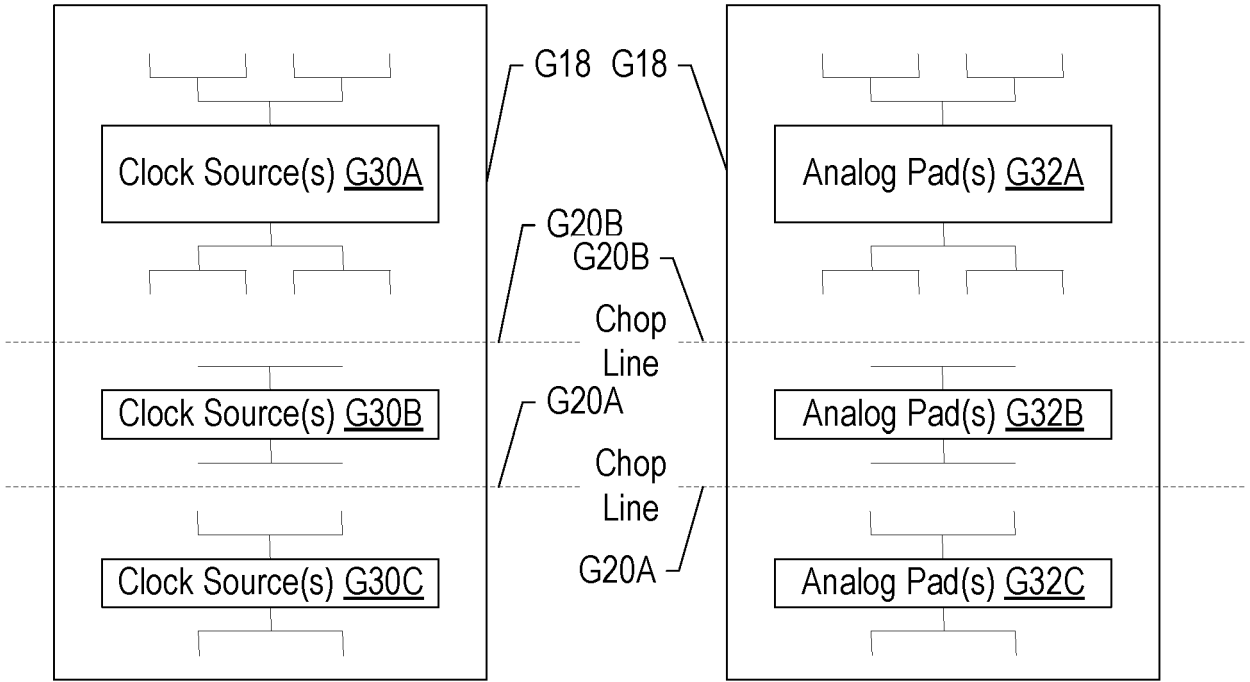 G18 G18
Clock Source(s) G30A
Analog Pad(s) G32A
G20B
G20B
Chop
Line
Clock Source(s) G30B
G20A
Analog Pad(s) G32B
Chop
Line
G20A
Clock Source(s) G30C
Analog Pad(s) G32C